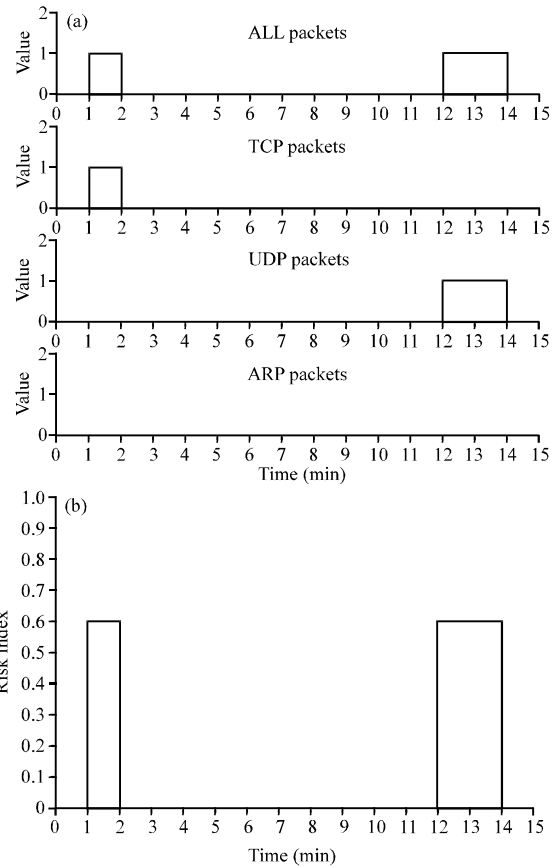 (a)
ALL packets
Value
2
1
0
0 1 2 3 4 5 6 7 8 9 10 11 12 13 14 15
TCP packets
Value
2
1
0
0 1 2 3 4 5 6 7 8 9 10 11 12 13 14 15
UDP packets
Value
2
1
0
0 1 2 3 4 5 6 7 8 9 10 11 12 13 14 15
ARP packets
Value
2
1
0
0 1 2 3 4 5 6 7 8 9 10 11 12 13 14 15
Time (min)
(b)
Risk index
1.0
0.9
0.8
0.7
0.6
0.5
0.4
0.3
0.2
0.1
0
0 1 2 3 4 5 6 7 8 9 10 11 12 13 14 15
Time (min)